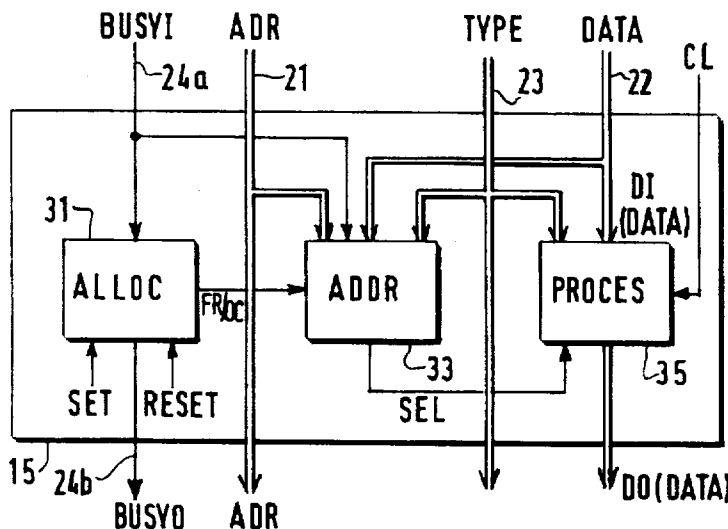 BUSYI ADR TYPE DATA
24a 21 23 22 CL
31 DI
(DATA)
ALLOC FR/OC ADDR PROCES
33 35
SET RESET SEL
15 24b
BUSYO ADR DO(DATA)